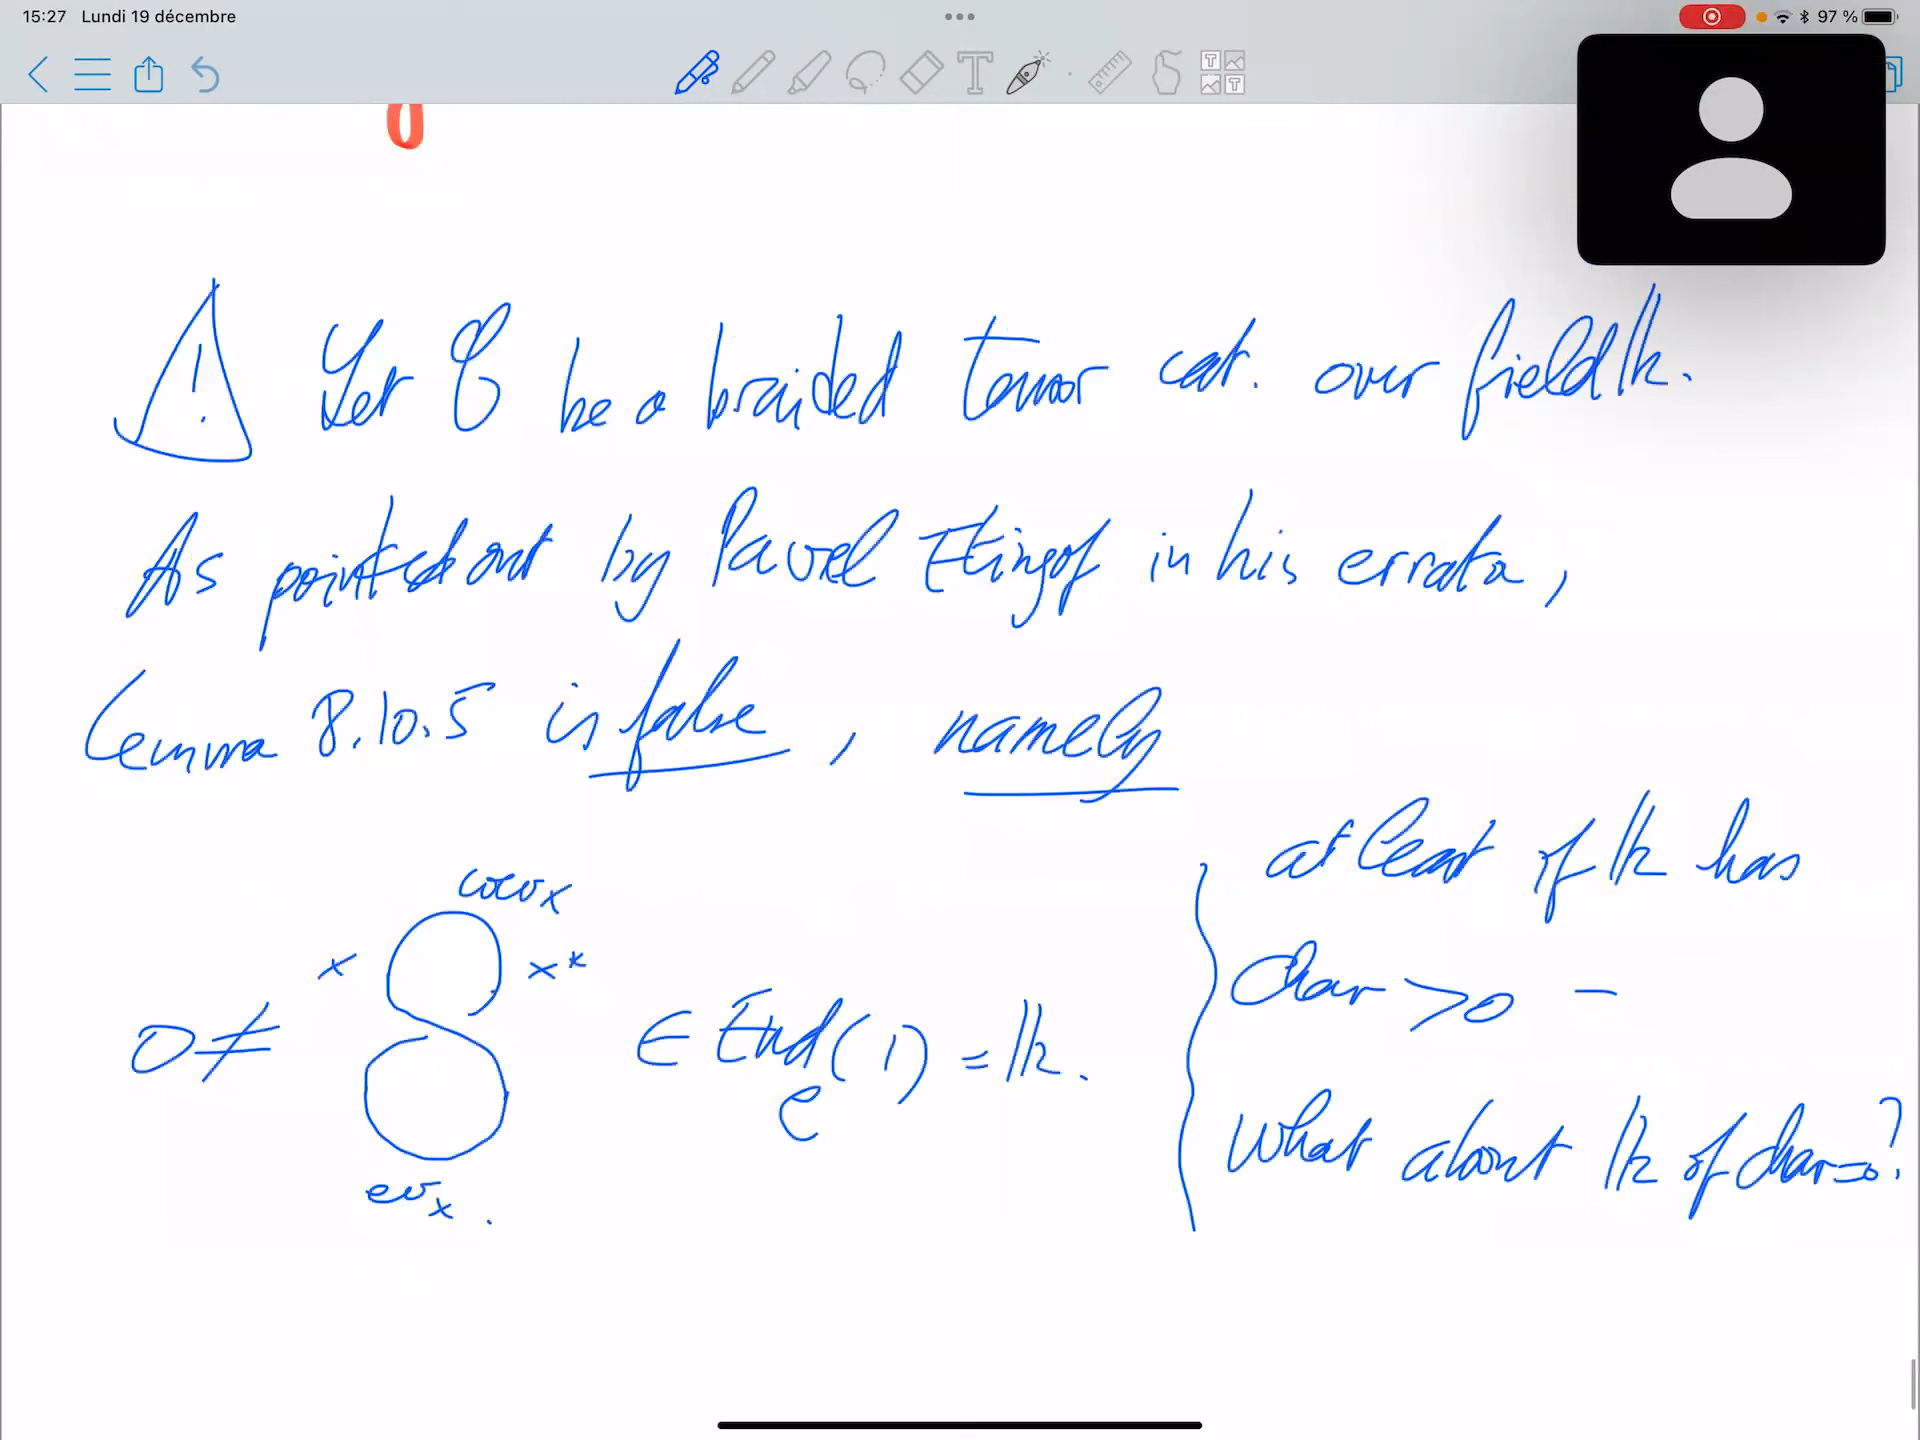 15:27 Lundi 19 décembre
97 %
0
! Let C be a braided tensor cat. over field k.
As pointed out by Pavel Etingof in his errata,
Lemma 8.10.5 is false, namely
at least if k has
coev_x
x x*
char > 0 –
0 ≠ ∈ End_C(1) = k.
What about k of char=0?
ev_x.